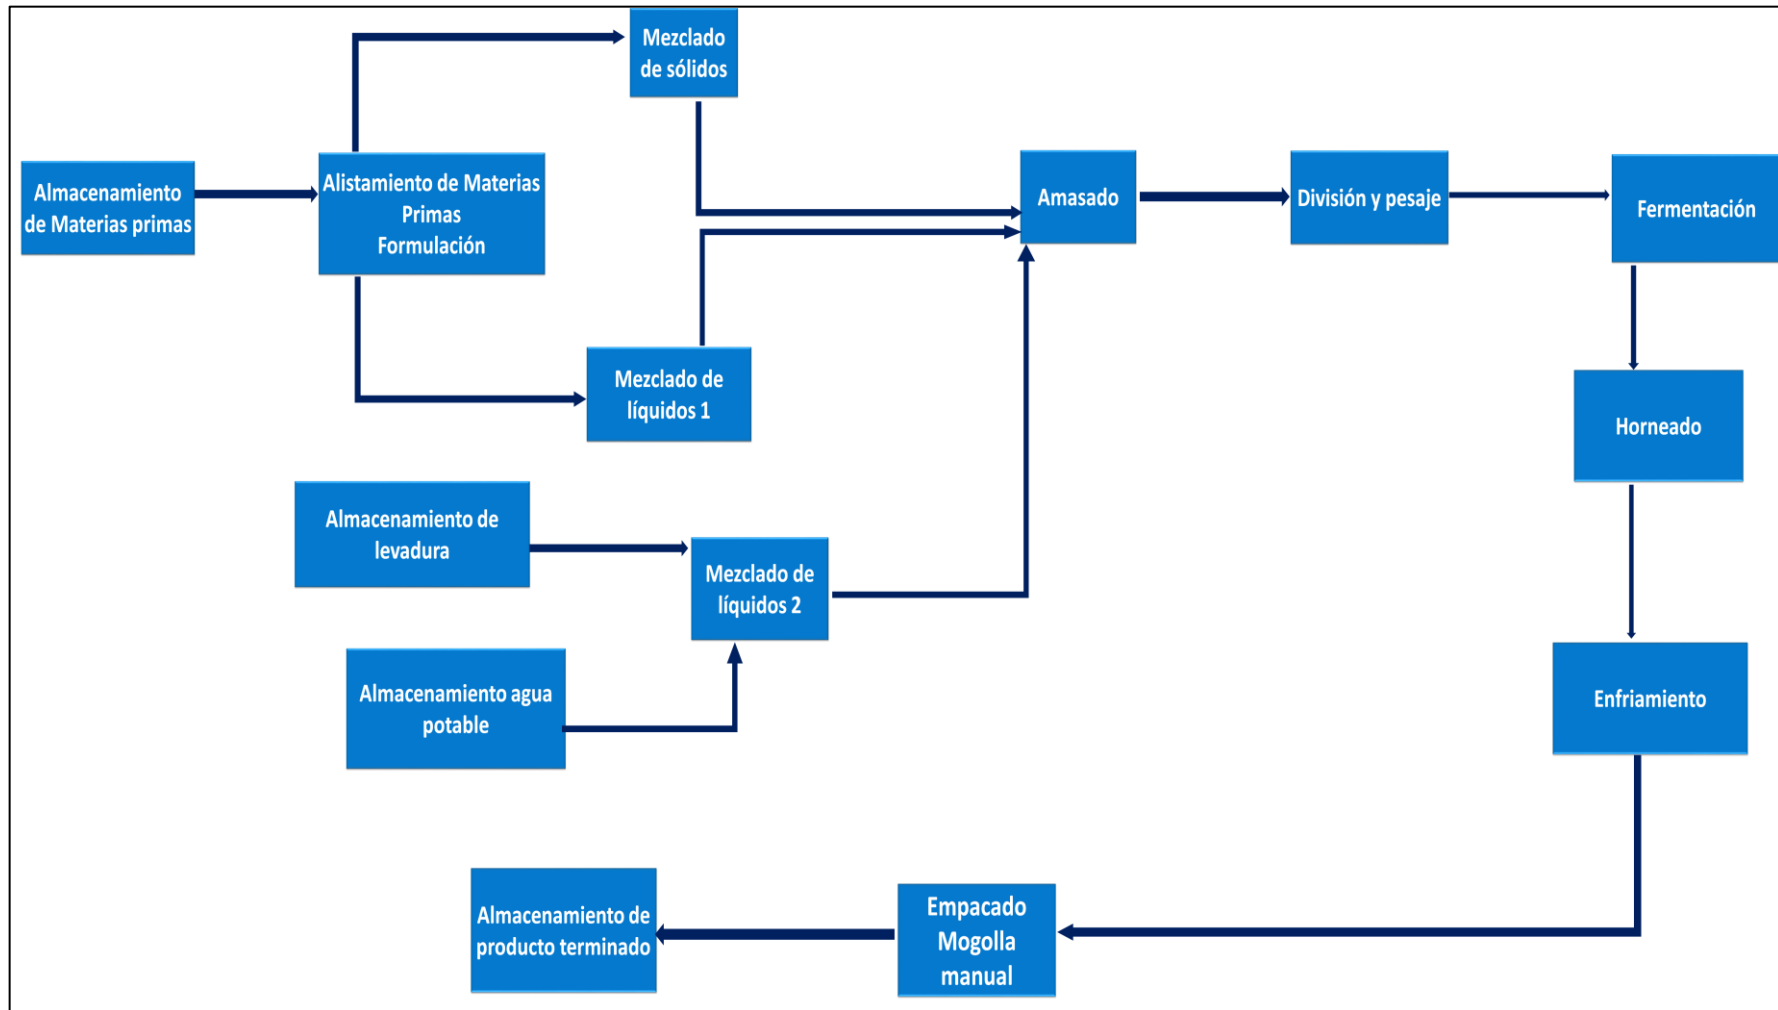 Mezclado
de sólidos
Almacenamiento
de Materias primas
Alistamiento de Materias
Primas
Formulación
Amasado
División y pesaje
Fermentación
Mezclado de
líquidos 1
Horneado
Almacenamiento de
levadura
Mezclado de
líquidos 2
Almacenamiento agua
potable
Enfriamiento
Empacado
Mogolla
manual
Almacenamiento de
producto terminado